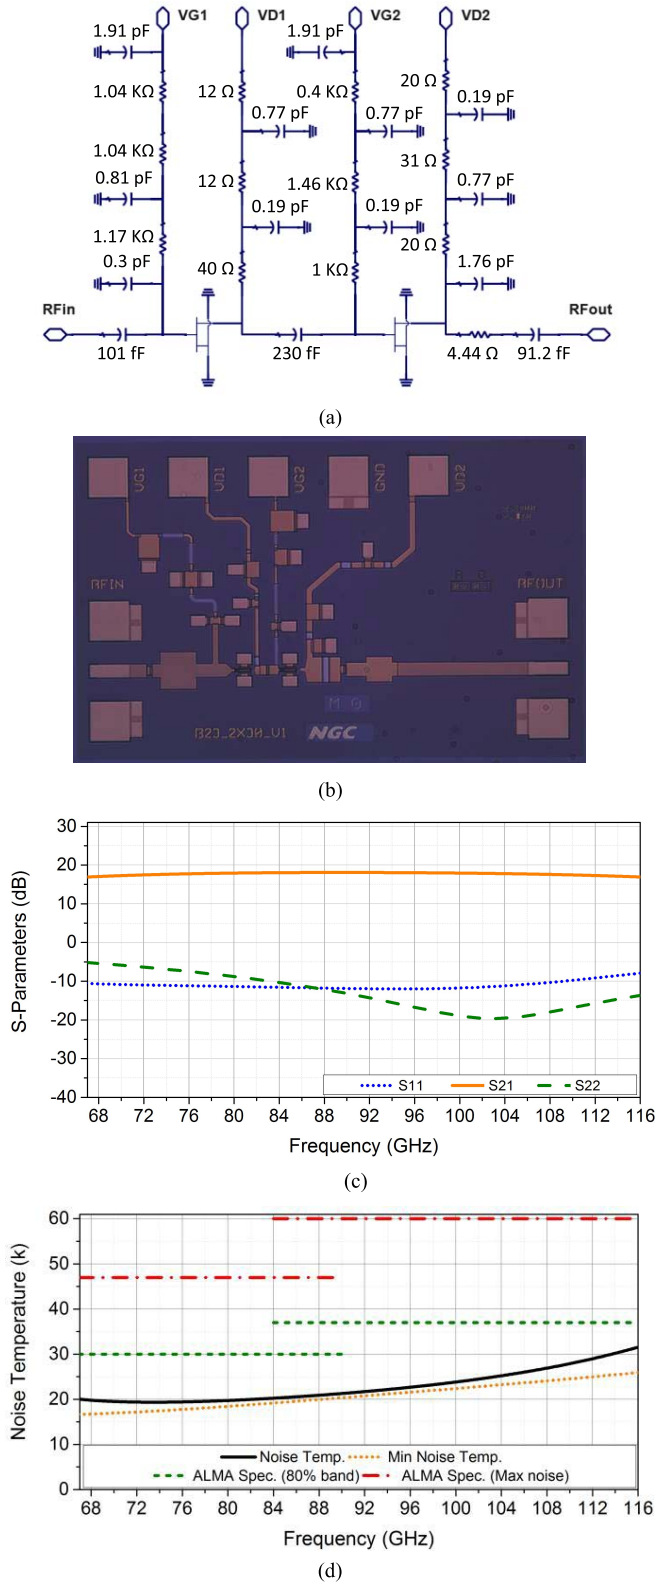 VG1 VD1 VG2 VD2
1.91 pF 1.91 pF
1.04 KΩ 12 Ω 0.4 KΩ 20 Ω
0.77 pF 0.77 pF 0.19 pF
1.04 KΩ 31 Ω
0.81 pF 12 Ω 1.46 KΩ 0.77 pF
0.19 pF 0.19 pF
1.17 KΩ 20 Ω
0.3 pF 40 Ω 1 KΩ 1.76 pF
RFin RFout
101 fF 230 fF 4.44 Ω 91.2 fF
(a)
VG1 VD1 VG2 GND VD2
RFIN RFOUT
B23_2X30_V1 NGC
(b)
30
20
10
0
-10
-20
-30
-40
S-Parameters (dB)
S11 S21 S22
68 72 76 80 84 88 92 96 100 104 108 112 116
Frequency (GHz)
(c)
60
50
40
30
20
10
0
Noise Temperature (k)
Noise Temp. Min Noise Temp.
ALMA Spec. (80% band) ALMA Spec. (Max noise)
68 72 76 80 84 88 92 96 100 104 108 112 116
Frequency (GHz)
(d)